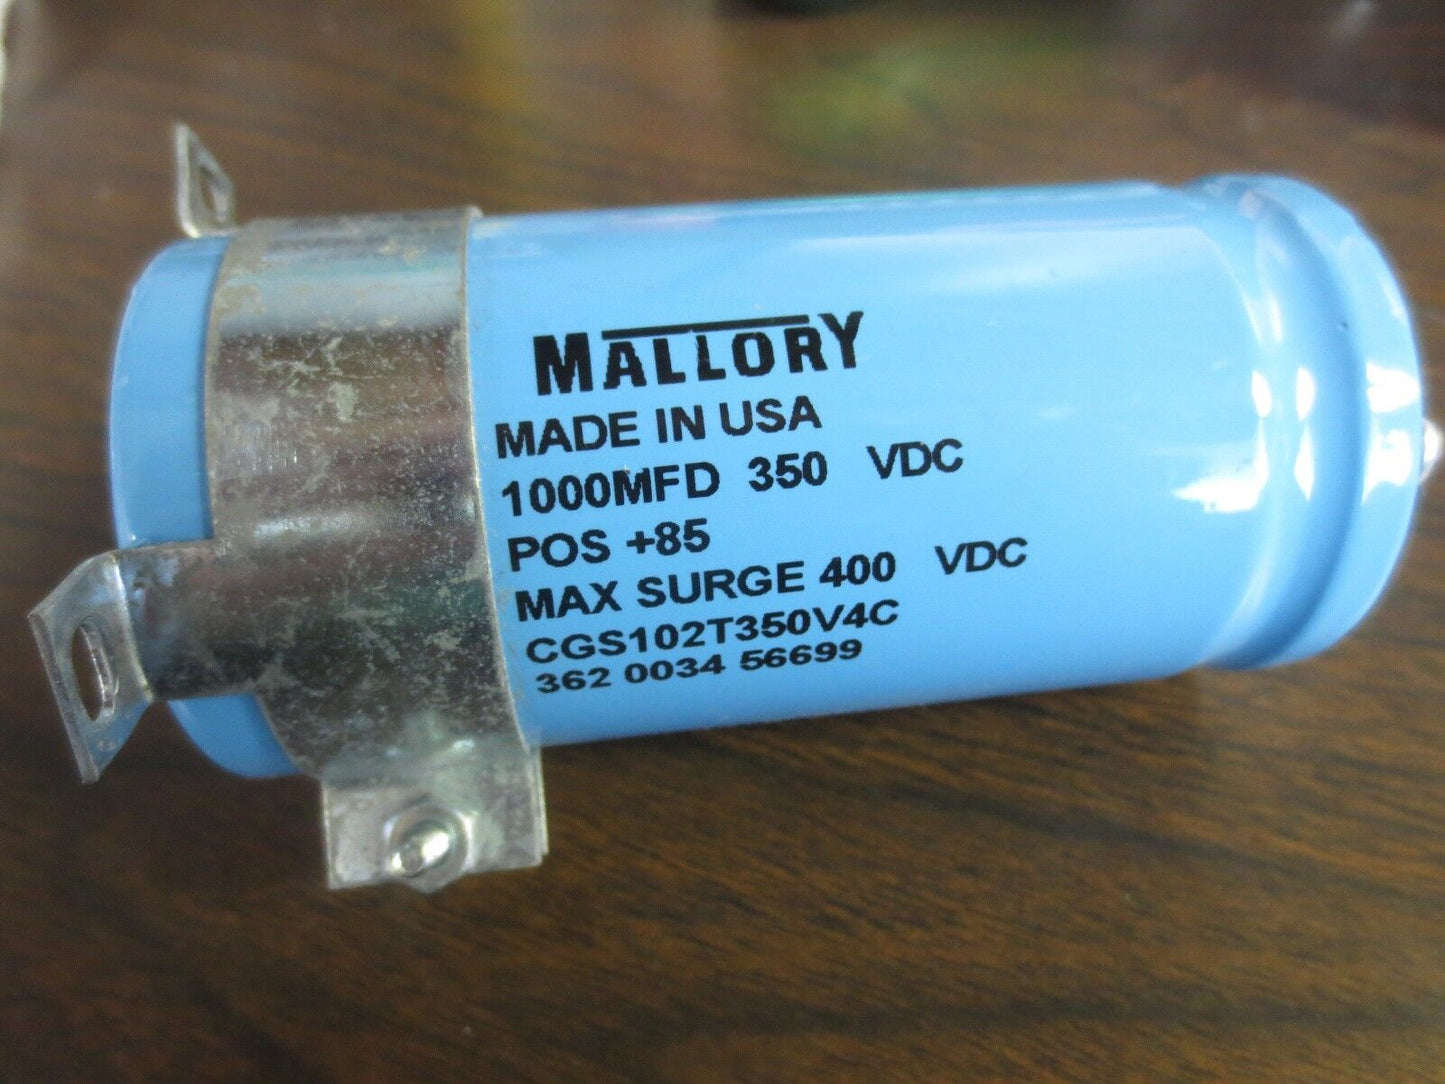 MALLORY
MADE IN USA
1000MFD 350 VDC
POS +85
MAX SURGE 400 VDC
CGS102T350V4C
362 0034 56699